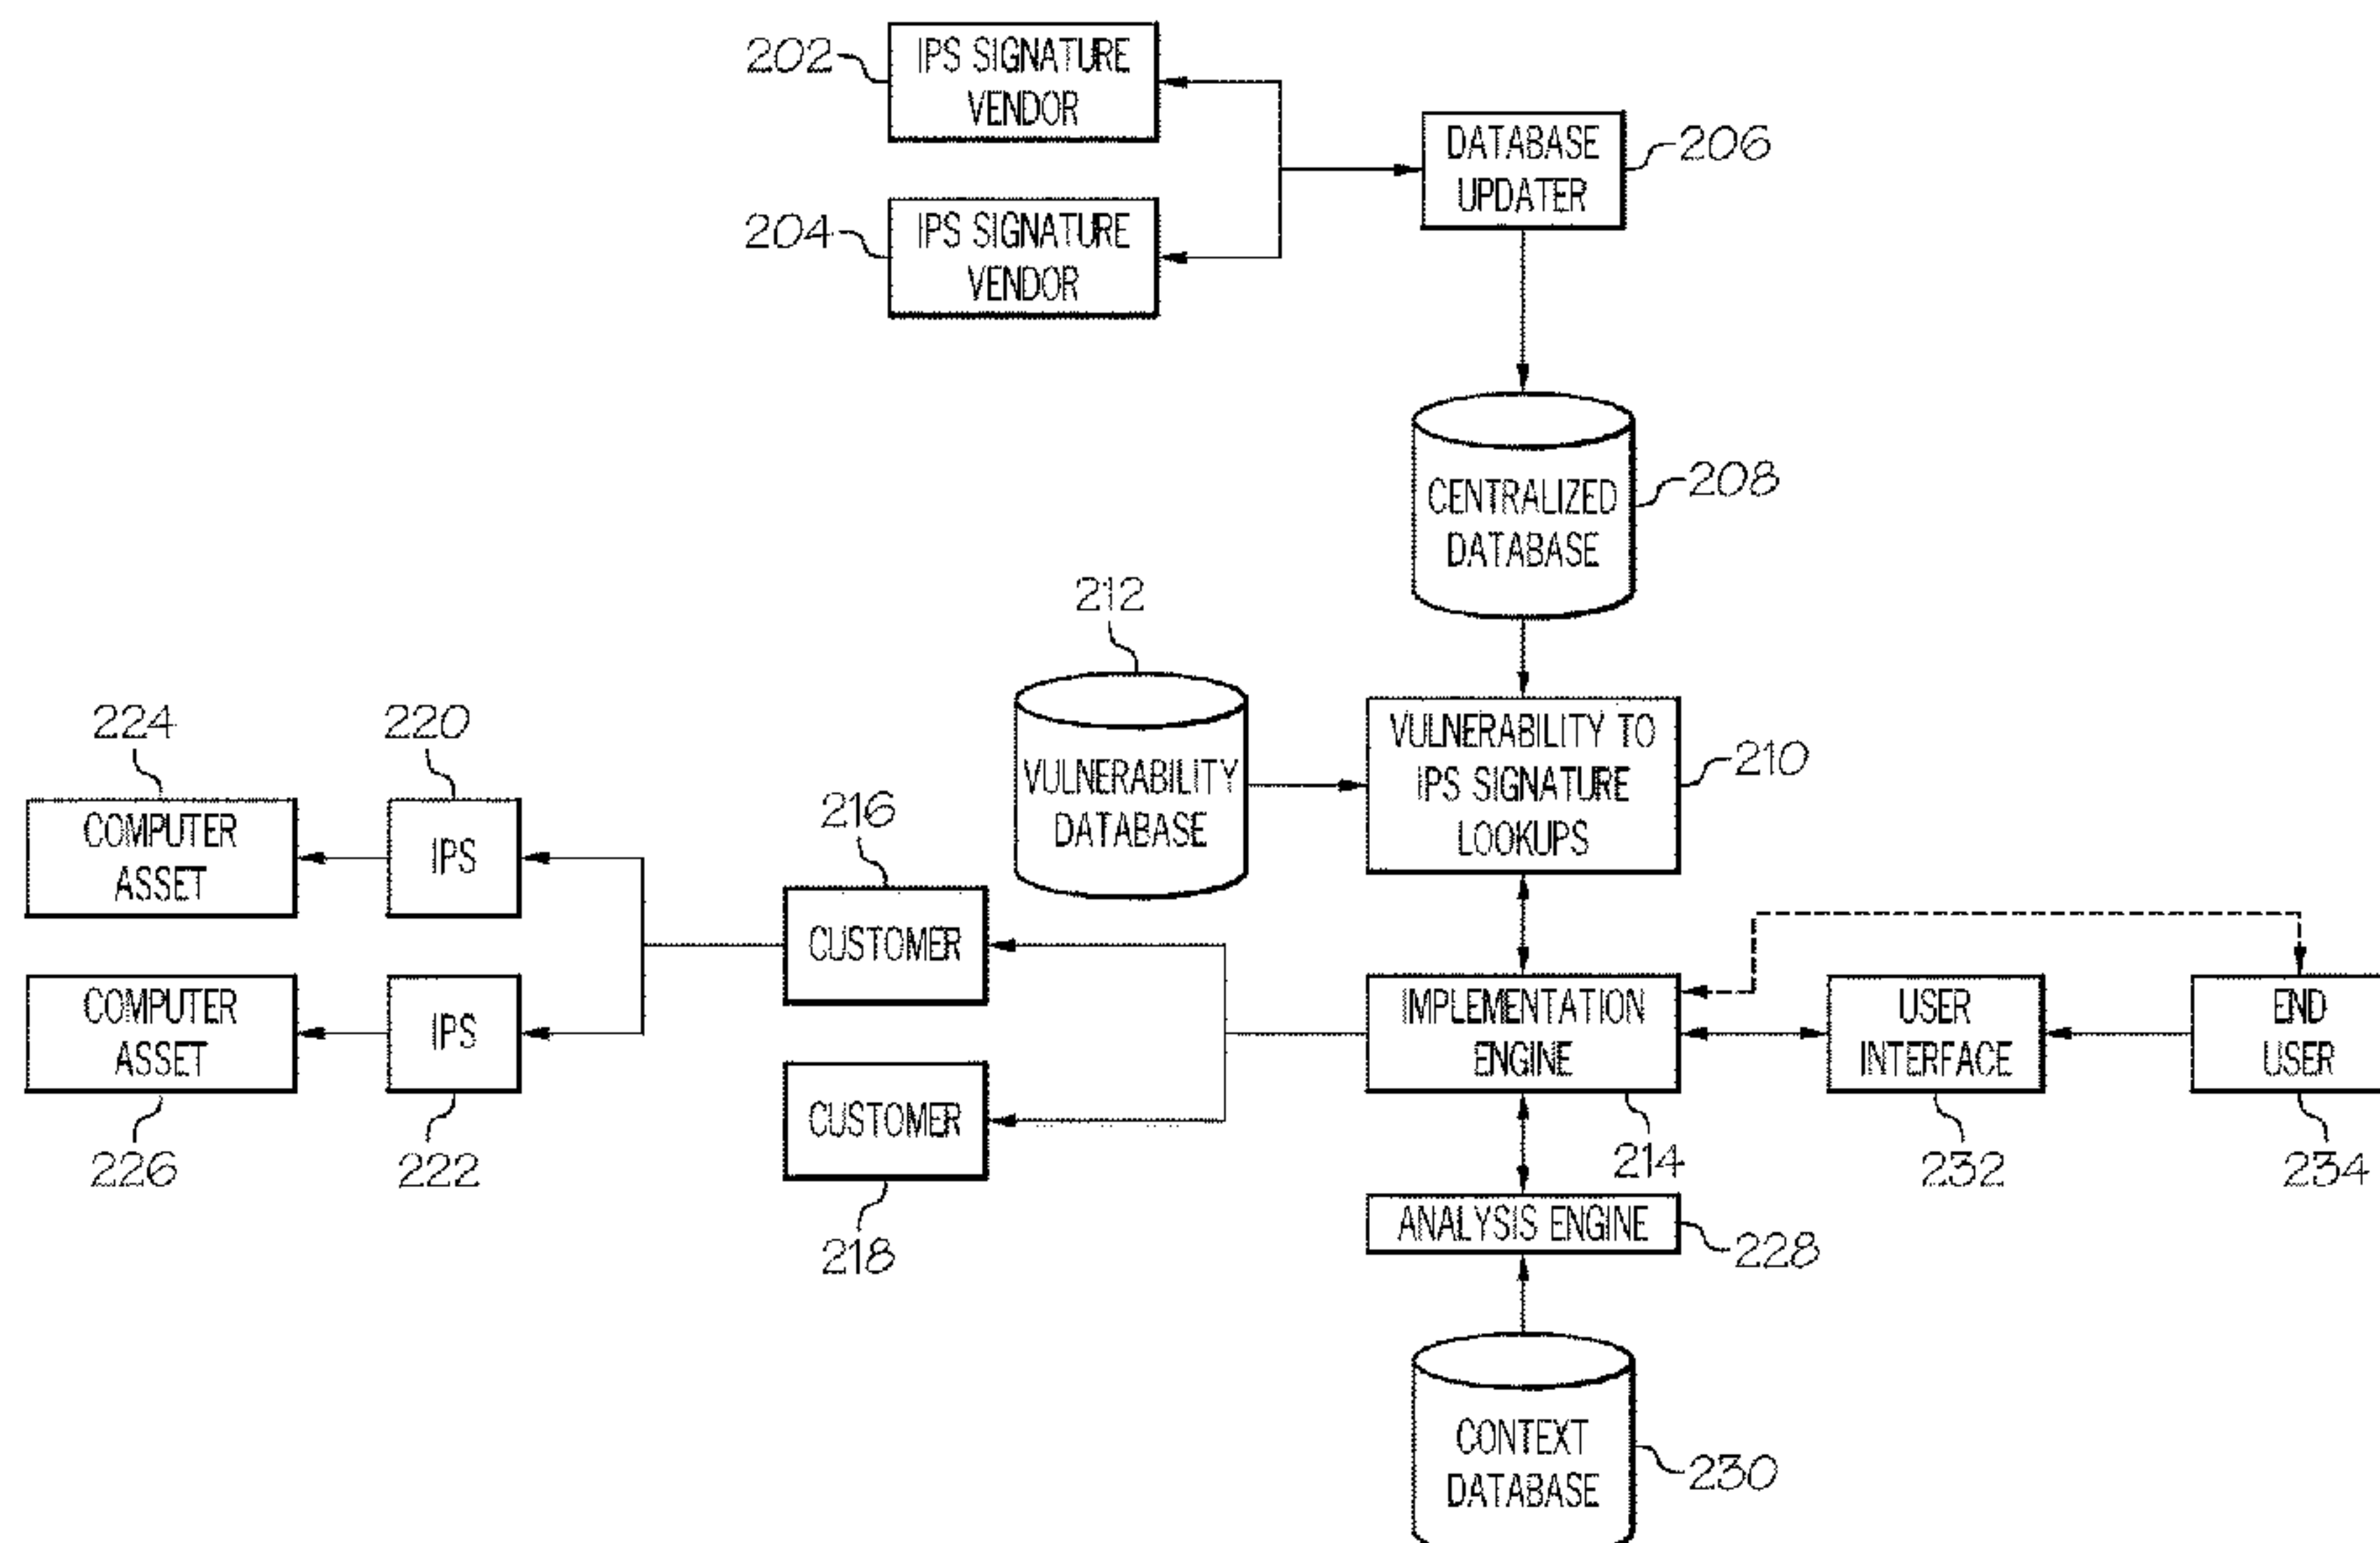 202
IPS SIGNATURE
VENDOR
DATABASE
UPDATER
206
204
IPS SIGNATURE
VENDOR
CENTRALIZED
DATABASE
208
212
VULNERABILITY
DATABASE
VULNERABILITY TO
IPS SIGNATURE
LOOKUPS
210
224
220
216
COMPUTER
ASSET
IPS
CUSTOMER
COMPUTER
ASSET
IPS
IMPLEMENTATION
ENGINE
USER
INTERFACE
END
USER
CUSTOMER
226
222
214
232
234
218
ANALYSIS ENGINE
228
CONTEXT
DATABASE
230